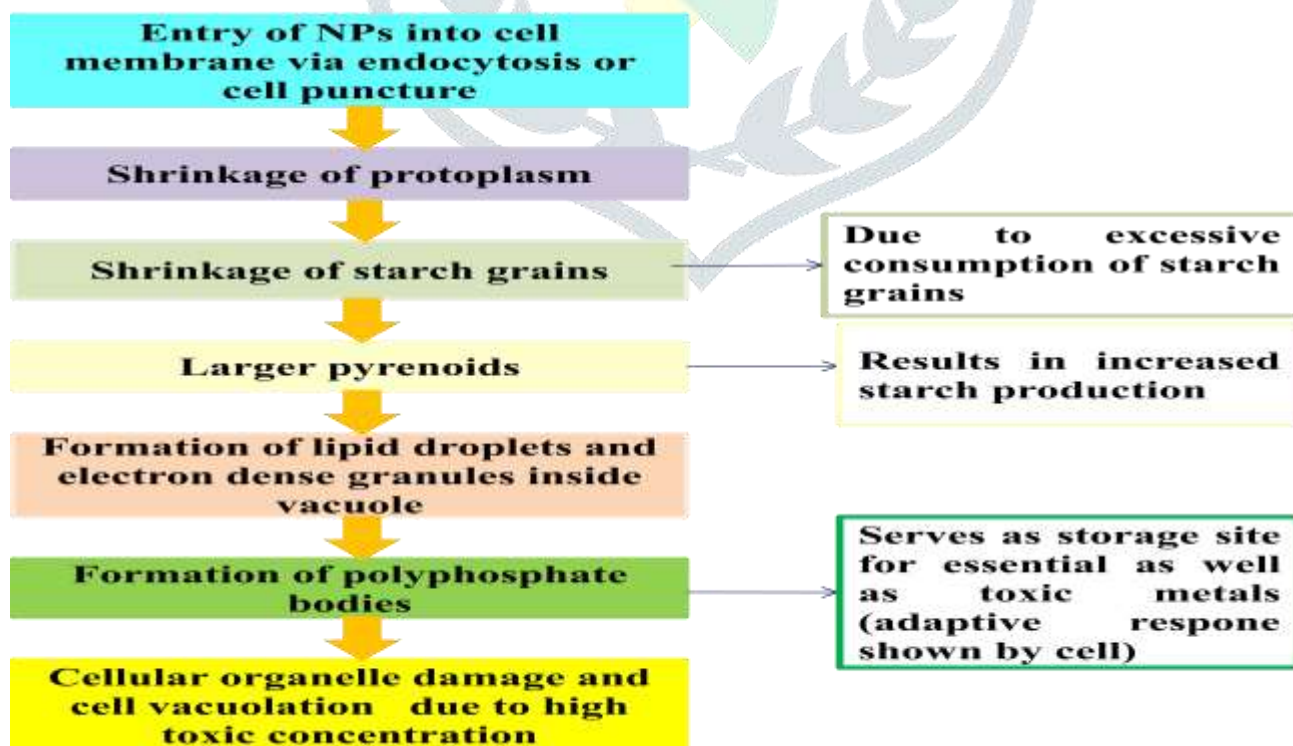 Entry of NPs into cell
membrane via endocytosis or
cell puncture
Shrinkage of protoplasm
Shrinkage of starch grains
Due to excessive
consumption of starch
grains
Larger pyrenoids
Results in increased
starch production
Formation of lipid droplets and
electron dense granules inside
vacuole
Formation of polyphosphate
bodies
Serves as storage site
for essential as well
as toxic metals
(adaptive respone
shown by cell)
Cellular organelle damage and
cell vacuolation due to high
toxic concentration